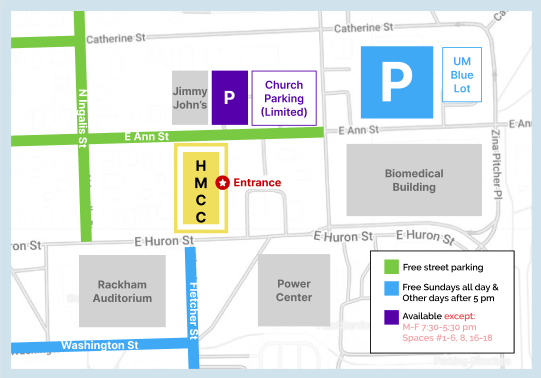 Catherine St
Catherine St
Ca
N Ingalls St
Jimmy
John's
P
Church
Parking
(Limited)
P
UM
Blue
Lot
E Ann St
E Ann St
E Ann
Zina Pitcher Pl
H
M
C
C
Entrance
Biomedical
Building
ron St
E Huron St
E Huron St
E Huron St
Rackham
Auditorium
Fletcher St
Power
Center
Washington St
Free street parking
Free Sundays all day &
Other days after 5 pm
Available except:
M-F 7:30-5:30 pm
Spaces #1-6, 8, 16-18